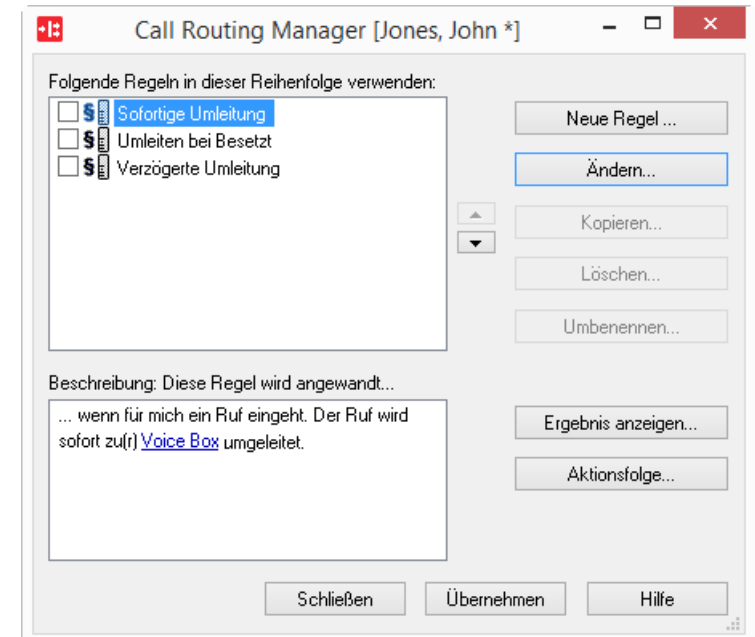 Call Routing Manager [Jones, John *]
Folgende Regeln in dieser Reihenfolge verwenden:
§ Sofortige Umleitung
§ Umleiten bei Besetzt
§ Verzögerte Umleitung
Neue Regel ...
Ändern...
Kopieren...
Löschen...
Umbenennen...
Beschreibung: Diese Regel wird angewandt...
... wenn für mich ein Ruf eingeht. Der Ruf wird
sofort zu(r) Voice Box umgeleitet.
Ergebnis anzeigen...
Aktionsfolge...
Schließen
Übernehmen
Hilfe